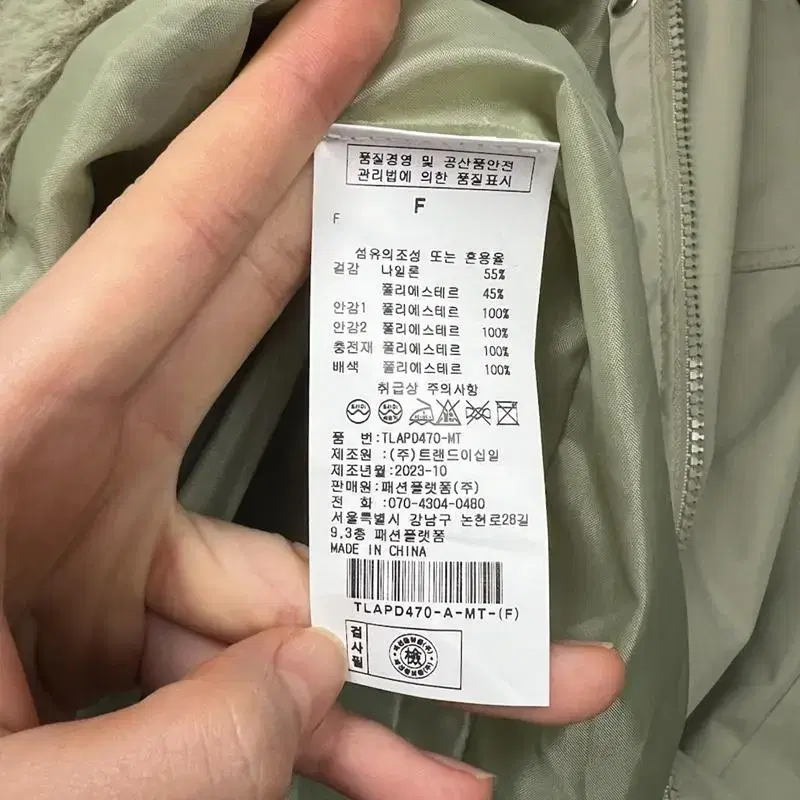 품질경영 및 공산품안전
관리법에 의한 품질표시
F
F
섬유의조성 또는 혼용율
겉감 나일론 55%
폴리에스테르 45%
안감1 폴리에스테르 100%
안감2 폴리에스테르 100%
충전재 폴리에스테르 100%
배색 폴리에스테르 100%
취급상 주의사항
품 번:TLAPD470-MT
제조원 :(주)트랜드이십일
제조년월:2023-10
판매원:패션플랫폼(주)
전 화 :070-4304-0480
서울특별시 강남구 논현로28길
9,3층 패션플랫폼
MADE IN CHINA
TLAPD470-A-MT-(F)
검사필
檢